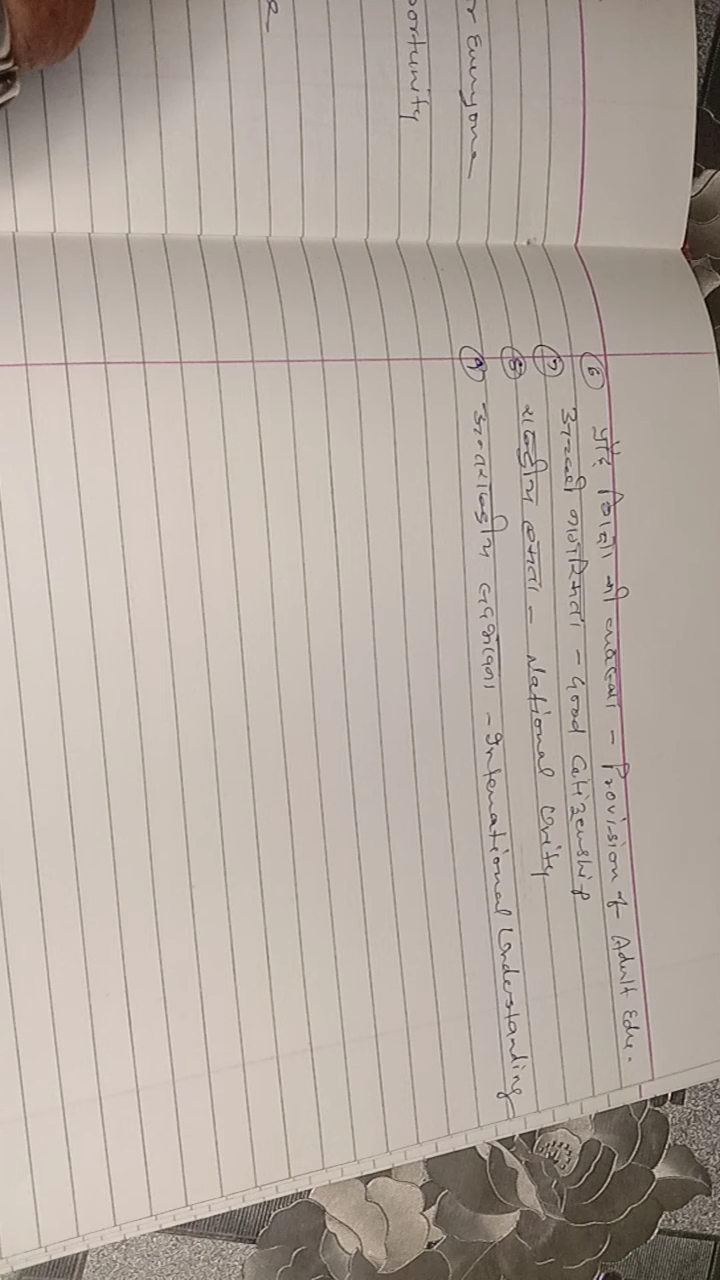 r Everyone
portunity
⑥ प्रौढ़ शिक्षा की व्यवस्था - Provision of Adult Edu.
⑦ अच्छी नागरिकता - Good Citizenship
⑧ राष्ट्रीय एकता - National Unity
⑨ अन्तरराष्ट्रीय सद्भावना - International Understanding